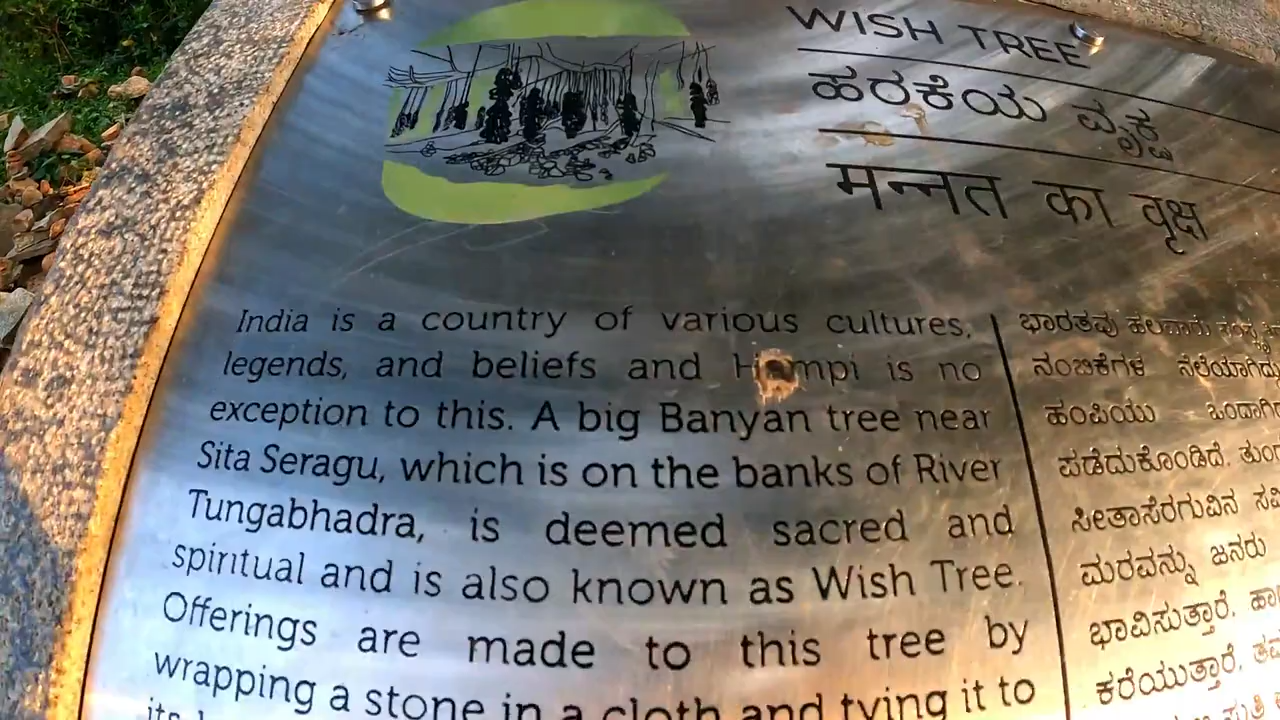 WISH TREE
ಹರಕೆಯ ವೃಕ್ಷ
मन्नत का वृक्ष
India is a country of various cultures,
legends, and beliefs and Hampi is no
exception to this. A big Banyan tree near
Sita Seragu, which is on the banks of River
Tungabhadra, is deemed sacred and
spiritual and is also known as Wish Tree.
Offerings are made to this tree by
wrapping a stone in a cloth and tying it to
its
ಭಾರತವು ಹಲವಾರು
ನಂಬಿಕೆಗಳ ನೆಲೆಯಾಗಿದ್ದು
ಹಂಪಿಯು
ಪಡೆದುಕೊಂಡಿದೆ.
ಸೀತಾಸೆರಗುವಿನ
ಮರವನ್ನು ಜನರು
ಭಾವಿಸುತ್ತಾರೆ.
ಕರೆಯುತ್ತಾರೆ.